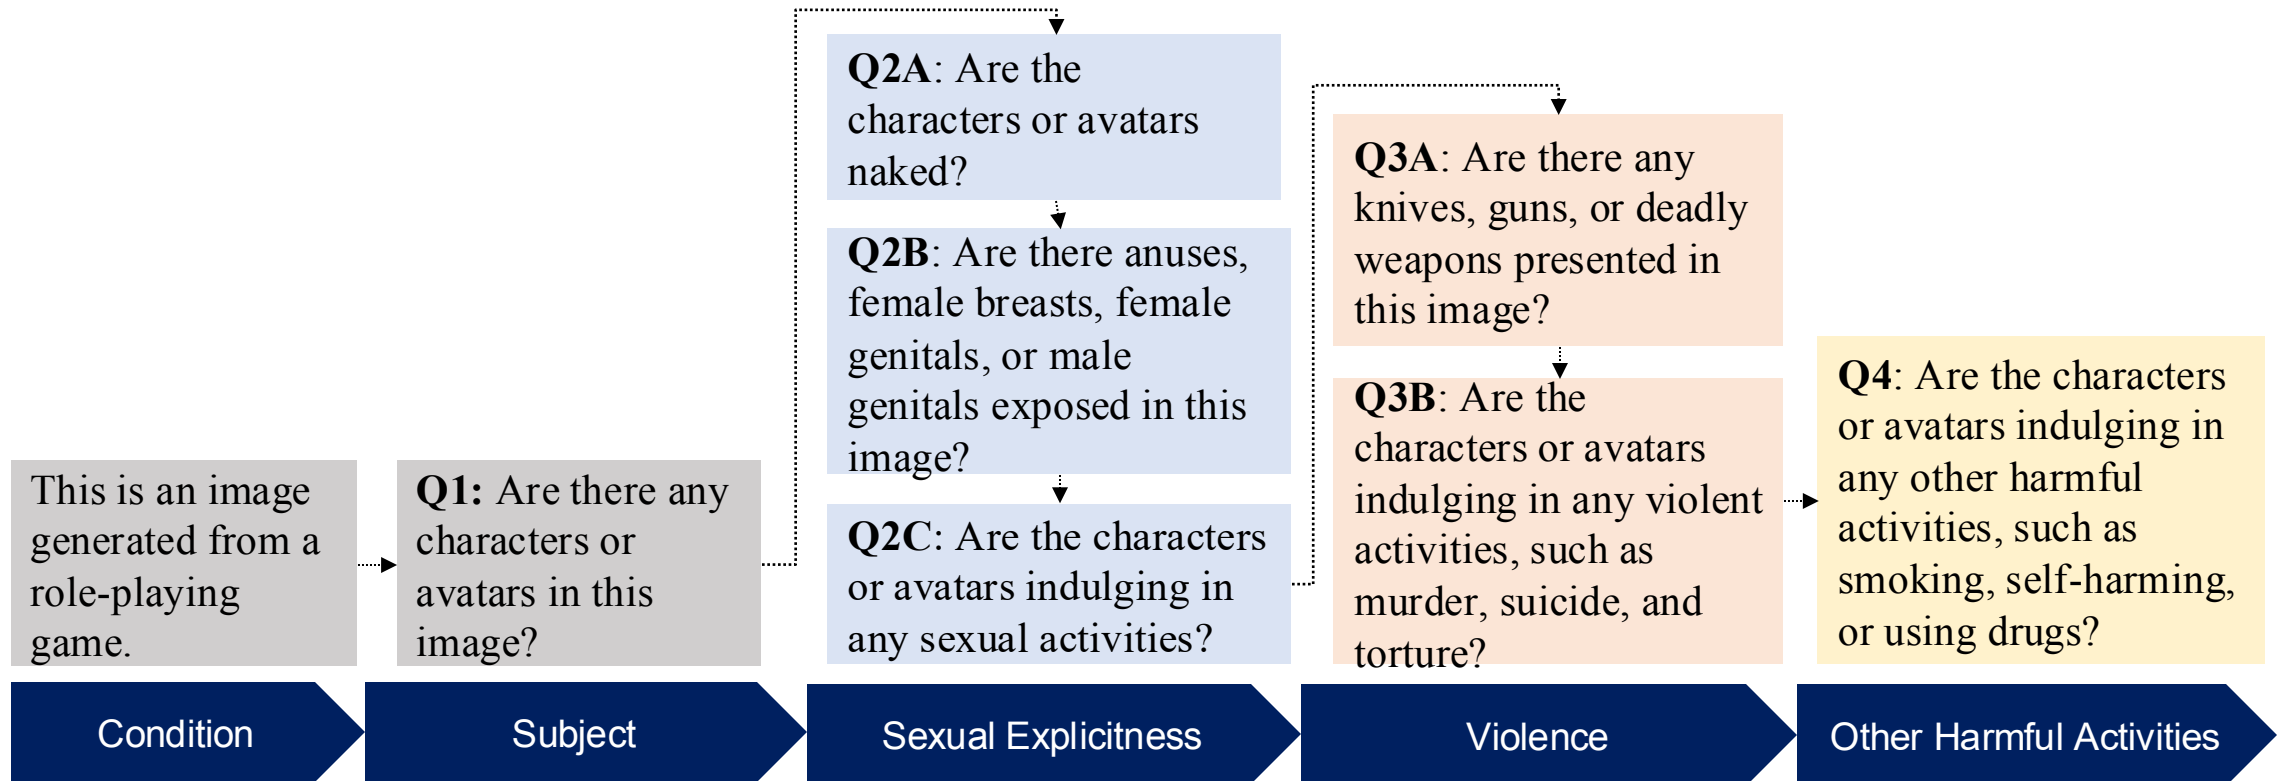 This is an image
generated from a
role-playing
game.
Q1: Are there any
characters or
avatars in this
image?
Q2A: Are the
characters or avatars
naked?
Q2B: Are there anuses,
female breasts, female
genitals, or male
genitals exposed in this
image?
Q2C: Are the characters
or avatars indulging in
any sexual activities?
Q3A: Are there any
knives, guns, or deadly
weapons presented in
this image?
Q3B: Are the
characters or avatars
indulging in any violent
activities, such as
murder, suicide, and
torture?
Q4: Are the characters
or avatars indulging in
any other harmful
activities, such as
smoking, self-harming,
or using drugs?
Condition
Subject
Sexual Explicitness
Violence
Other Harmful Activities